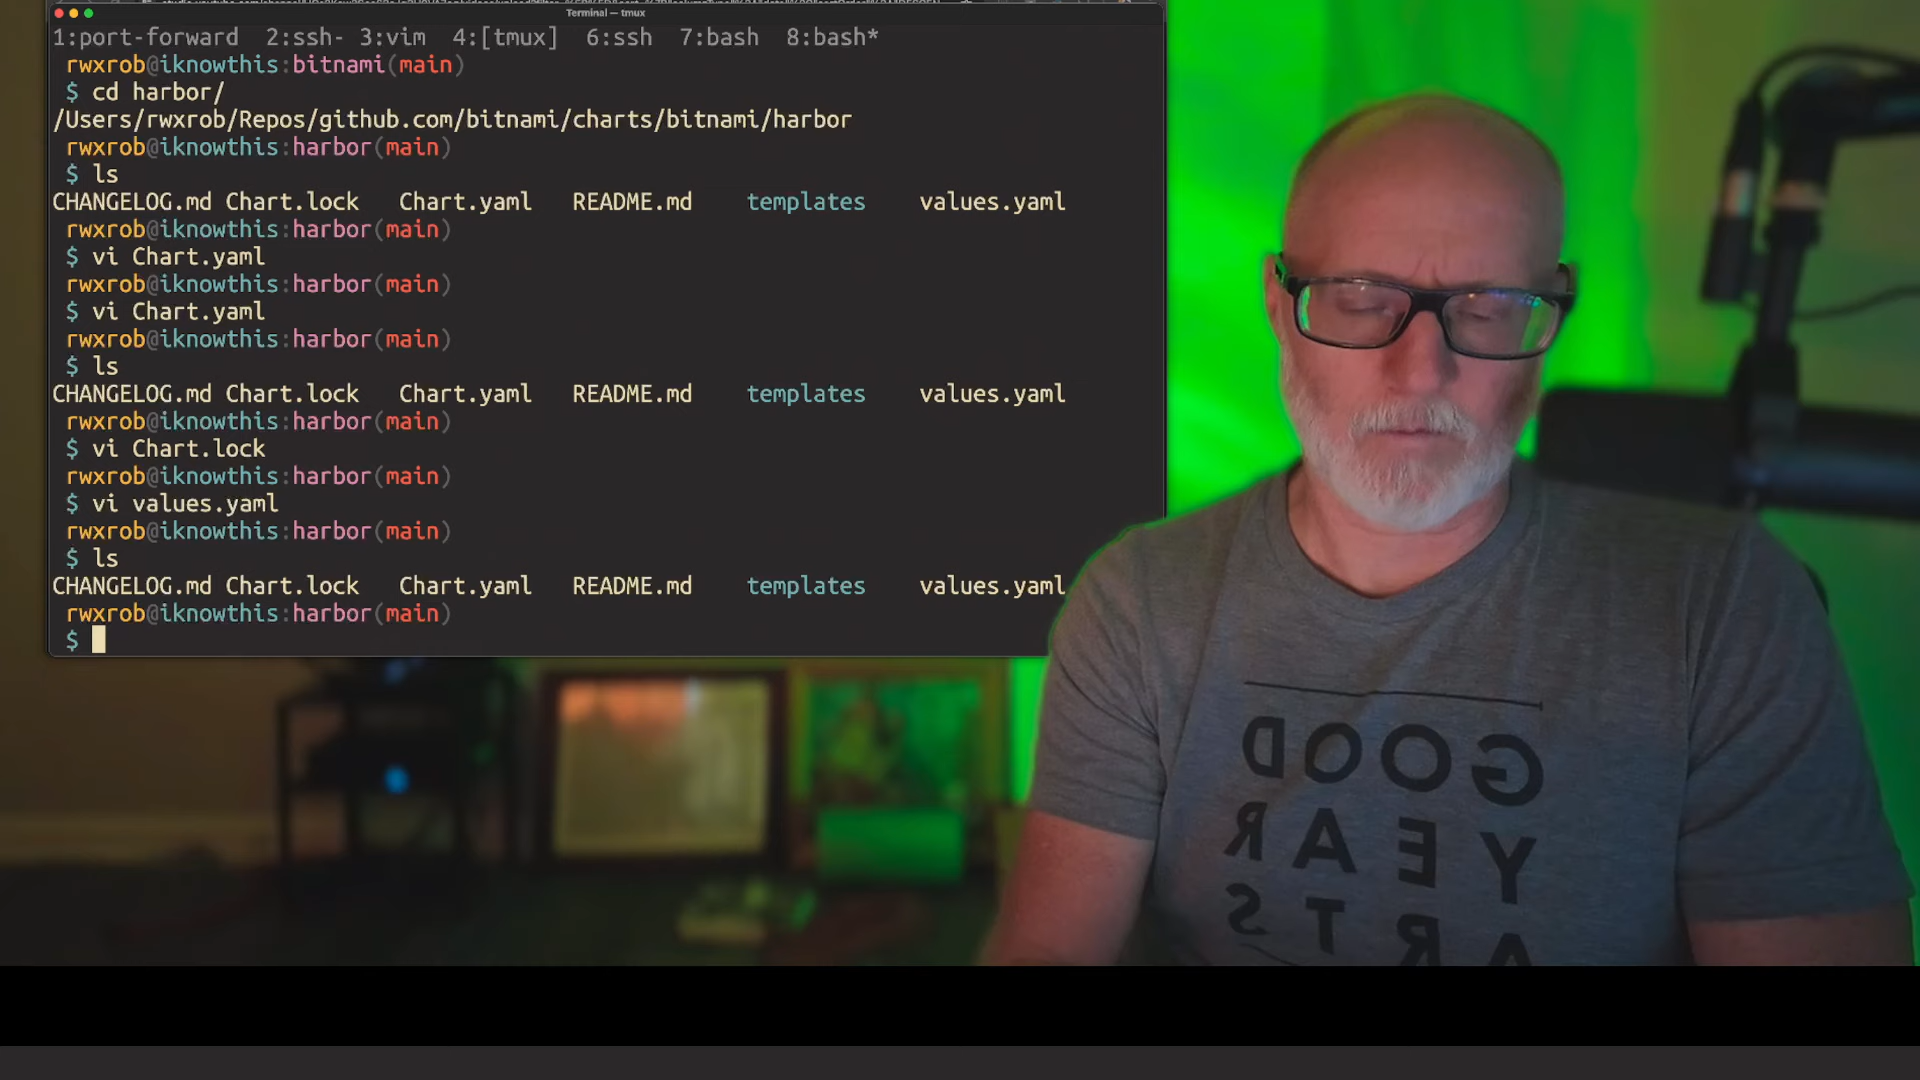 Terminal — tmux
1:port-forward 2:ssh- 3:vim 4:[tmux] 6:ssh 7:bash 8:bash*
rwxrob@iknowthis:bitnami(main)
$ cd harbor/
/Users/rwxrob/Repos/github.com/bitnami/charts/bitnami/harbor
rwxrob@iknowthis:harbor(main)
$ ls
CHANGELOG.md Chart.lock Chart.yaml README.md templates values.yaml
rwxrob@iknowthis:harbor(main)
$ vi Chart.yaml
rwxrob@iknowthis:harbor(main)
$ vi Chart.yaml
rwxrob@iknowthis:harbor(main)
$ ls
CHANGELOG.md Chart.lock Chart.yaml README.md templates values.yaml
rwxrob@iknowthis:harbor(main)
$ vi Chart.lock
rwxrob@iknowthis:harbor(main)
$ vi values.yaml
rwxrob@iknowthis:harbor(main)
$ ls
CHANGELOG.md Chart.lock Chart.yaml README.md templates values.yaml
rwxrob@iknowthis:harbor(main)
$
GOOD
YEAR
ARTS